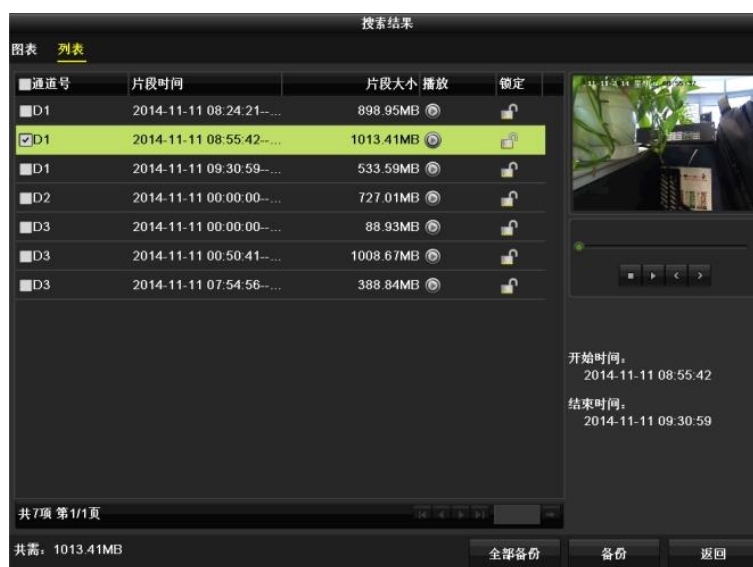 搜索结果
图表 列表
通道号 片段时间 片段大小 播放 锁定
D1 2014-11-11 08:24:21--... 898.95MB
D1 2014-11-11 08:55:42--... 1013.41MB
D1 2014-11-11 09:30:59--... 533.59MB
D2 2014-11-11 00:00:00--... 727.01MB
D3 2014-11-11 00:00:00--... 88.93MB
D3 2014-11-11 00:50:41--... 1008.67MB
D3 2014-11-11 07:54:56--... 388.84MB
开始时间:
2014-11-11 08:55:42
结束时间:
2014-11-11 09:30:59
共7项 第1/1页
共需: 1013.41MB
全部备份 备份 返回